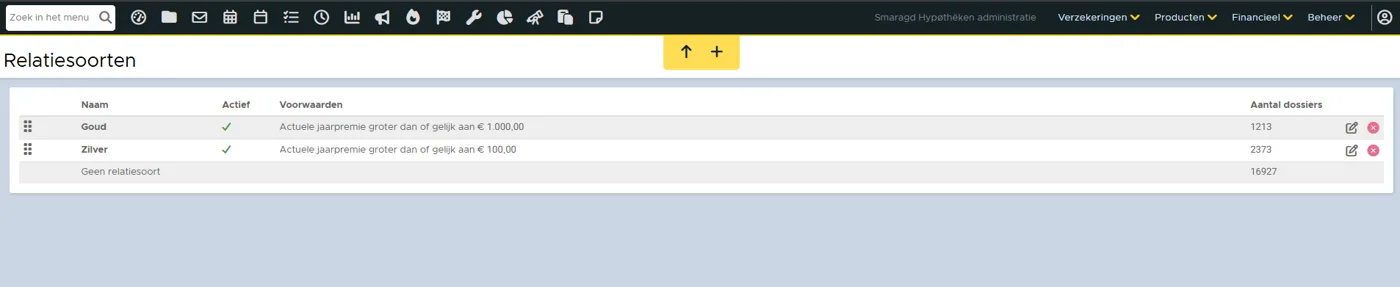 Zoek in het menu
Smaragd Hypothèken administratie Verzekeringen Producten Financieel Beheer
Relatiesoorten
Naam Actief Voorwaarden Aantal dossiers
Goud Actuele jaarpremie groter dan of gelijk aan € 1.000,00 1213
Zilver Actuele jaarpremie groter dan of gelijk aan € 100,00 2373
Geen relatiesoort 16927